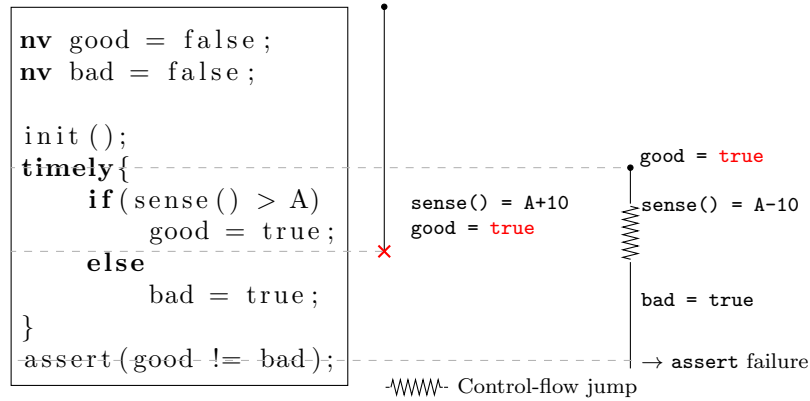 nv good = false;
nv bad = false;
init();
timely{
if(sense() > A)
good = true;
else
bad = true;
}
assert(good != bad);
sense() = A+10
good = true
good = true
sense() = A-10
bad = true
→ assert failure
Control-flow jump